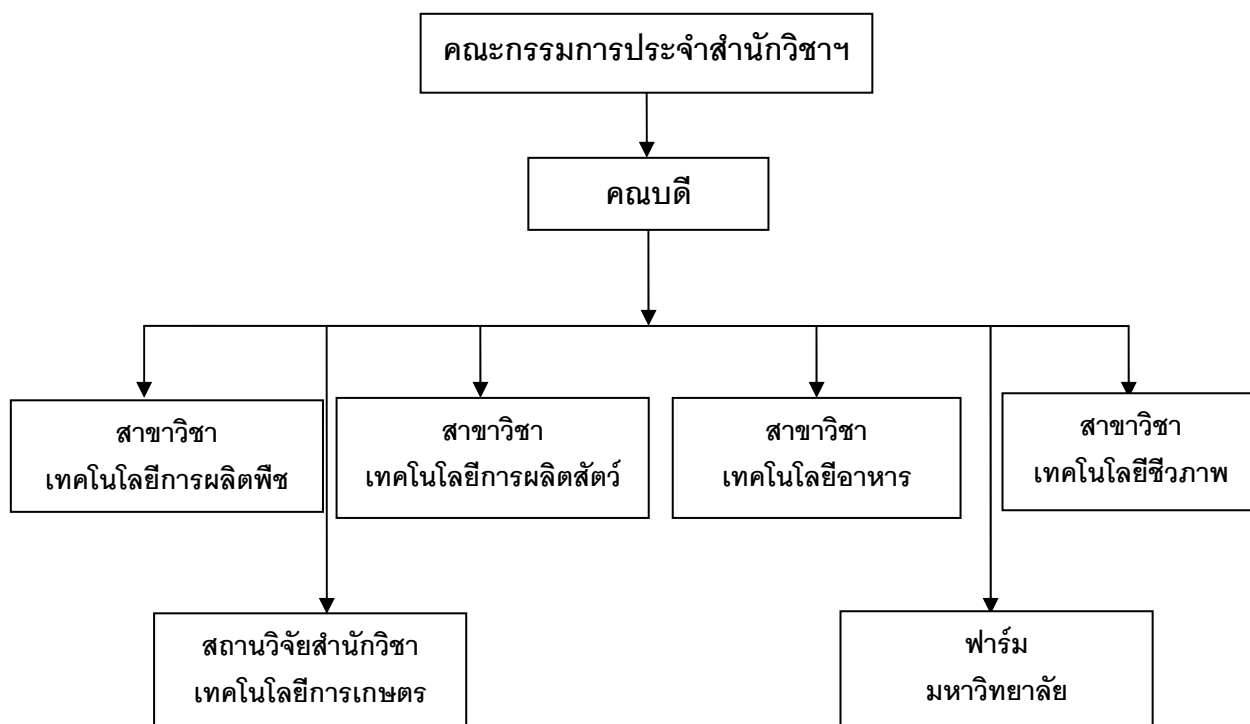 คณะกรรมการประจำสำนักวิชาฯ
คณบดี
สาขาวิชา
เทคโนโลยีการผลิตพืช
สาขาวิชา
เทคโนโลยีการผลิตสัตว์
สาขาวิชา
เทคโนโลยีอาหาร
สาขาวิชา
เทคโนโลยีชีวภาพ
สถานวิจัยสำนักวิชา
เทคโนโลยีการเกษตร
ฟาร์ม
มหาวิทยาลัย